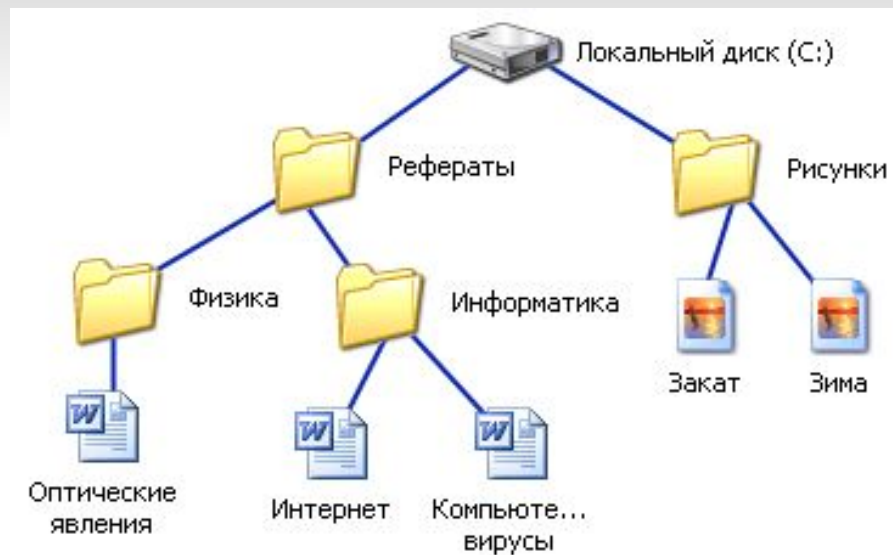 Локальный диск (C:)
Рефераты
Рисунки
Физика
Информатика
Закат
Зима
Оптические
явления
Интернет
Компьюте...
вирусы